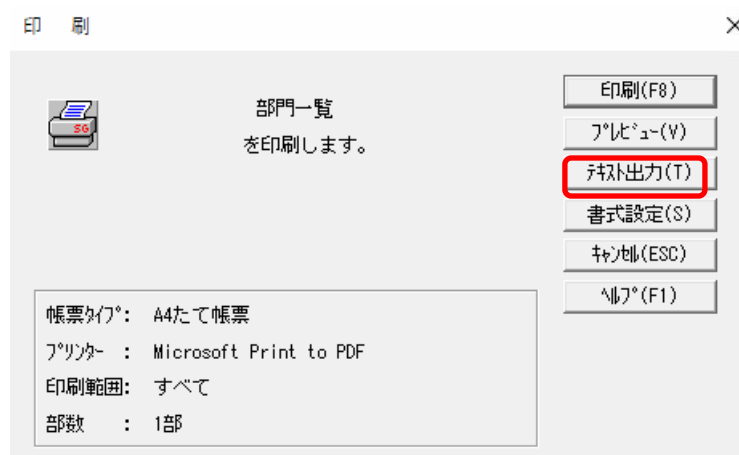 印　刷
部門一覧
を印刷します。
SG
印刷(F8)
ﾌﾟﾚﾋﾞｭｰ(V)
ﾃｷｽﾄ出力(T)
書式設定(S)
ｷｬﾝｾﾙ(ESC)
ﾍﾙﾌﾟ(F1)
帳票ﾀｲﾌﾟ: A4たて帳票
ﾌﾟﾘﾝﾀｰ : Microsoft Print to PDF
印刷範囲: すべて
部数 : 1部